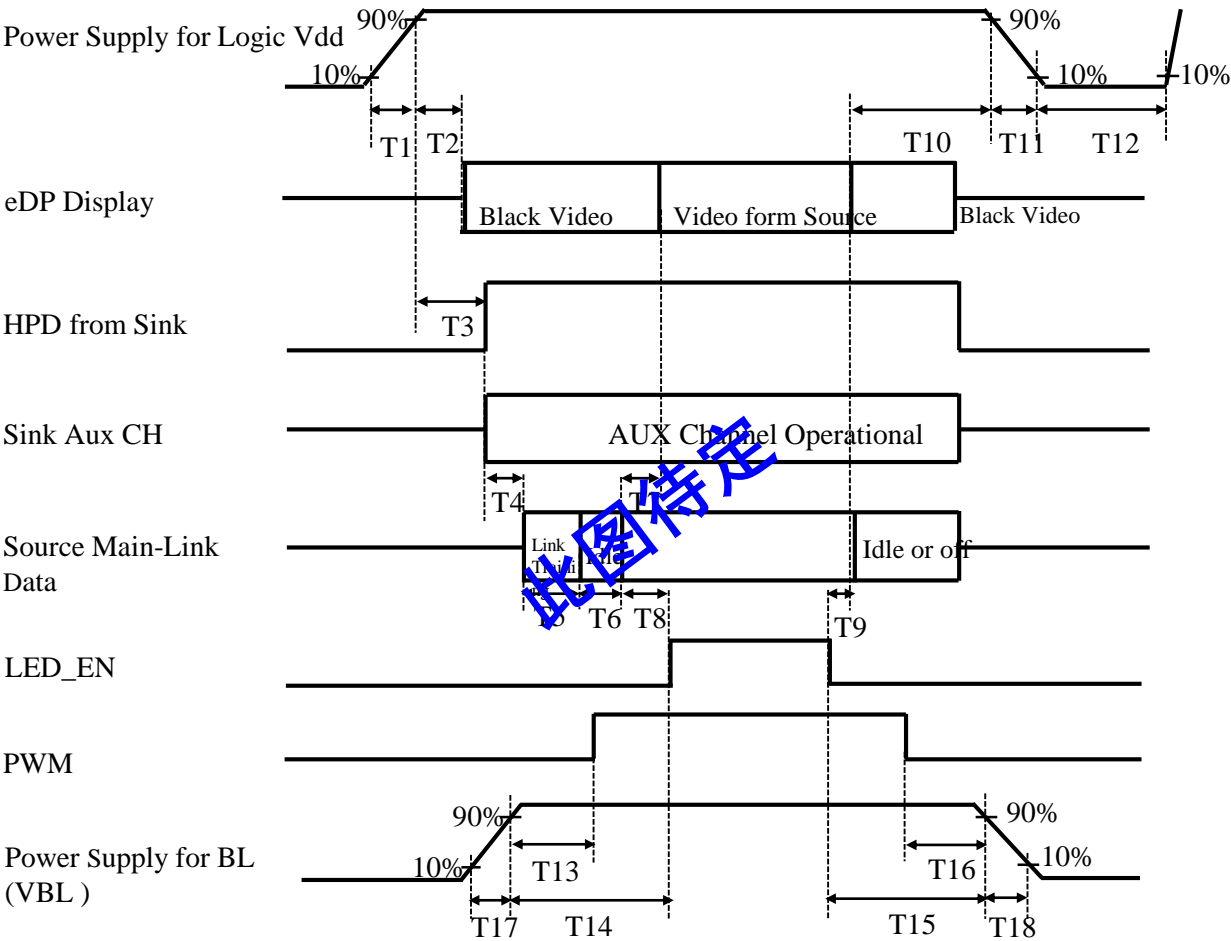 90%
90%
Power Supply for Logic Vdd
10%
10%
10%
T1
T2
T10
T11
T12
eDP Display
Black Video
Video form Source
Black Video
T3
HPD from Sink
Sink Aux CH
AUX Channel Operational
此图待定
T4
Source Main-Link
Data
Link
Idle
Idle or off
T5
T6
T8
T9
LED_EN
PWM
90%
90%
Power Supply for BL
(VBL )
10%
10%
T13
T16
T17
T14
T15
T18